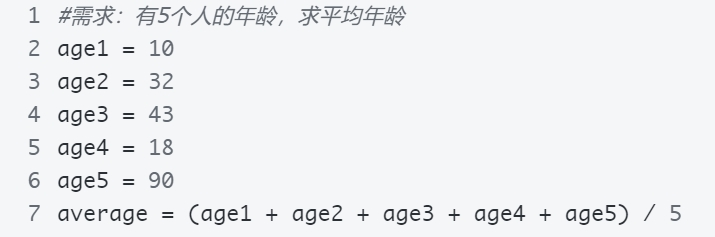 1 #需求：有5个人的年龄，求平均年龄
2 age1 = 10
3 age2 = 32
4 age3 = 43
5 age4 = 18
6 age5 = 90
7 average = (age1 + age2 + age3 + age4 + age5) / 5